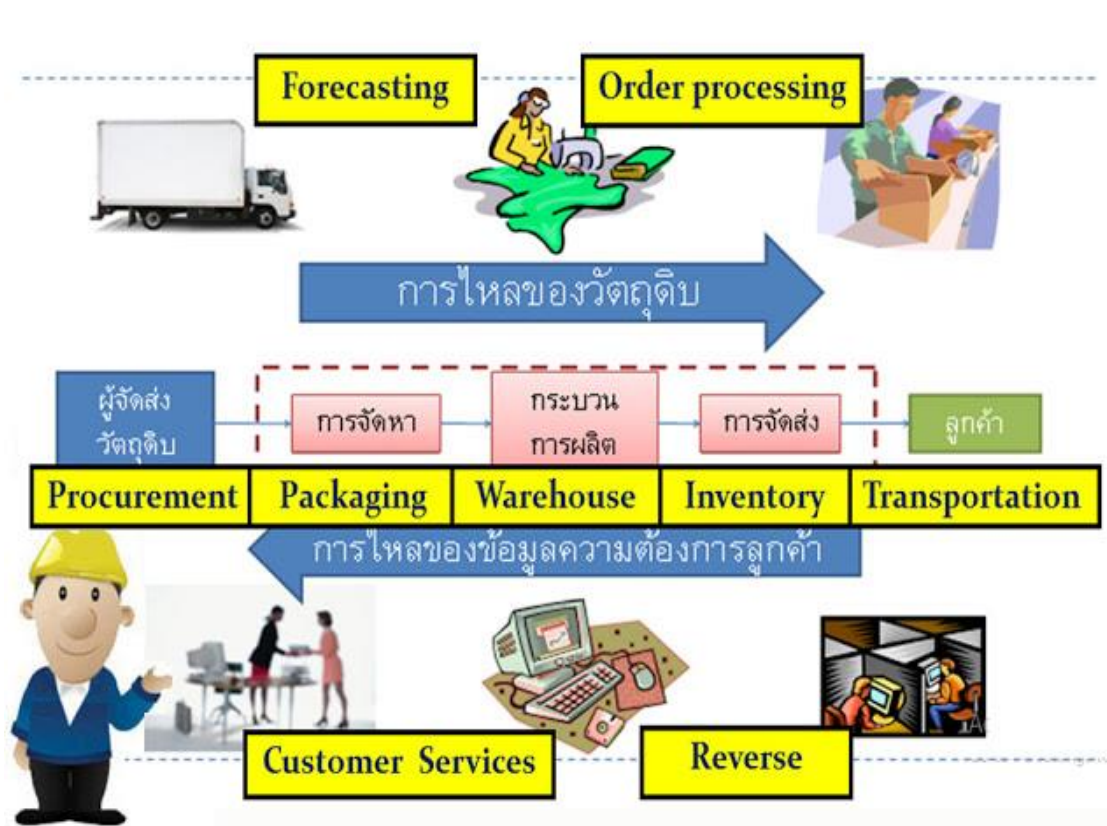 Forecasting
Order processing
การไหลของวัตถุดิบ
ผู้จัดส่ง
วัตถุดิบ
การจัดหา
กระบวน
การผลิต
การจัดส่ง
ลูกค้า
Procurement
Packaging
Warehouse
Inventory
Transportation
การไหลของข้อมูลความต้องการลูกค้า
Customer Services
Reverse